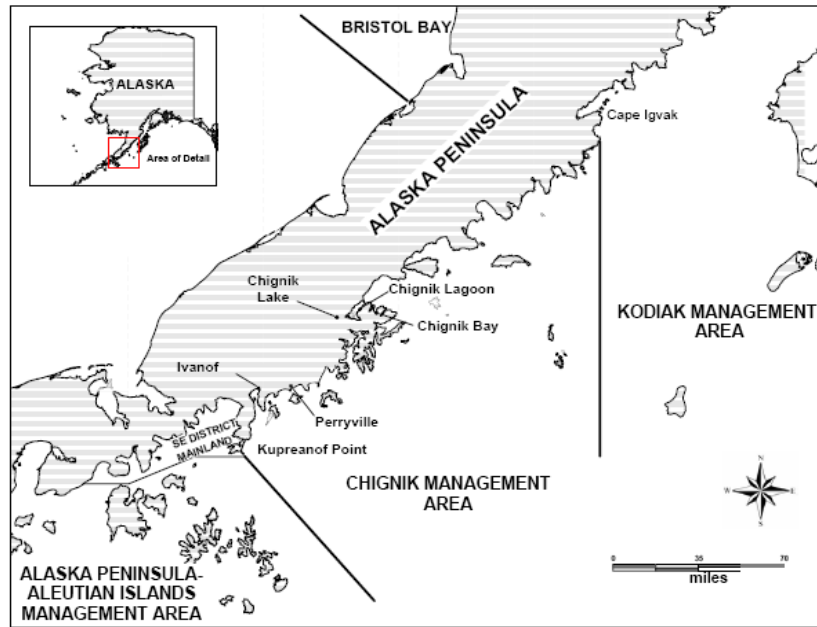 BRISTOL BAY
ALASKA
Area of Detail
Cape Igvak
ALASKA PENINSULA
Chignik Lagoon
Chignik
Lake
Chignik Bay
KODIAK MANAGEMENT
AREA
Ivanof
Perryville
SE DISTRICT
MAINLAND
Kupreanof Point
CHIGNIK MANAGEMENT
AREA
N
W
E
S
0 35 70
miles
ALASKA PENINSULA-
ALEUTIAN ISLANDS
MANAGEMENT AREA